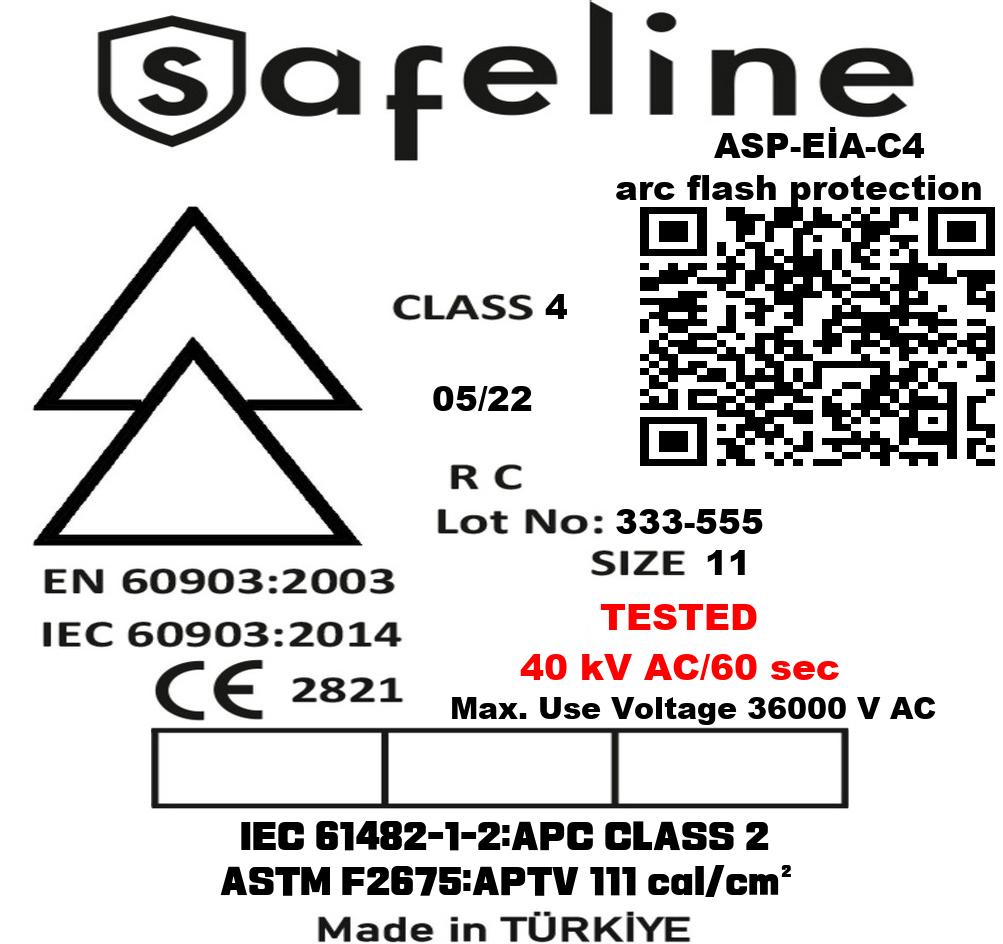 safeline
ASP-EİA-C4
arc flash protection
CLASS 4
05/22
R C
Lot No: 333-555
SIZE 11
EN 60903:2003
IEC 60903:2014
TESTED
40 kV AC/60 sec
CE 2821
Max. Use Voltage 36000 V AC
IEC 61482-1-2:APC CLASS 2
ASTM F2675:APTV 111 cal/cm²
Made in TÜRKİYE